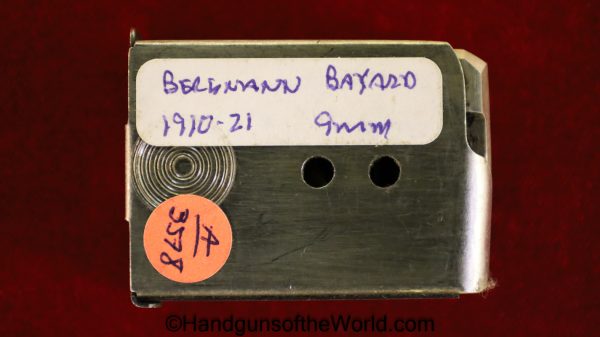 BERGMANN BAYARD
1910-21 9mm
A
3578
©HandgunsoftheWorld.com